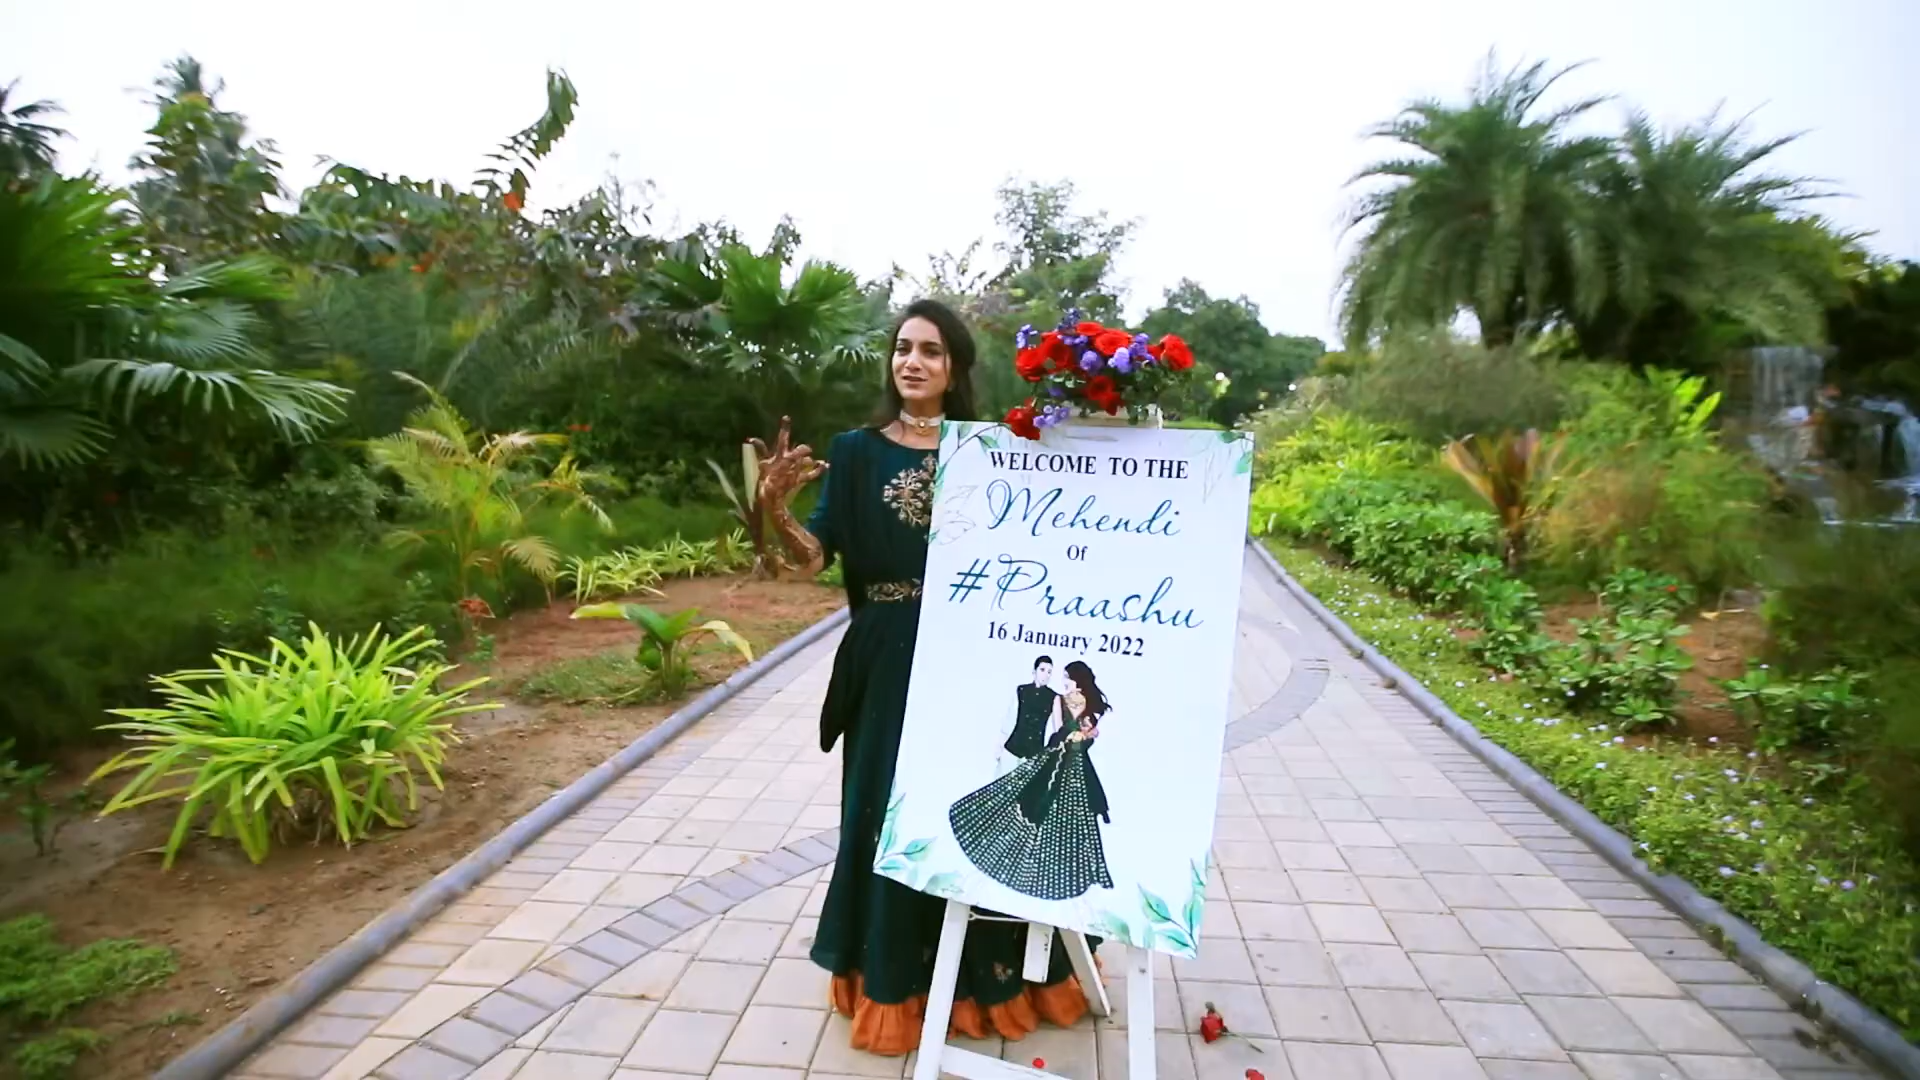 WELCOME TO THE
Mehendi
Of
#Praashu
16 January 2022